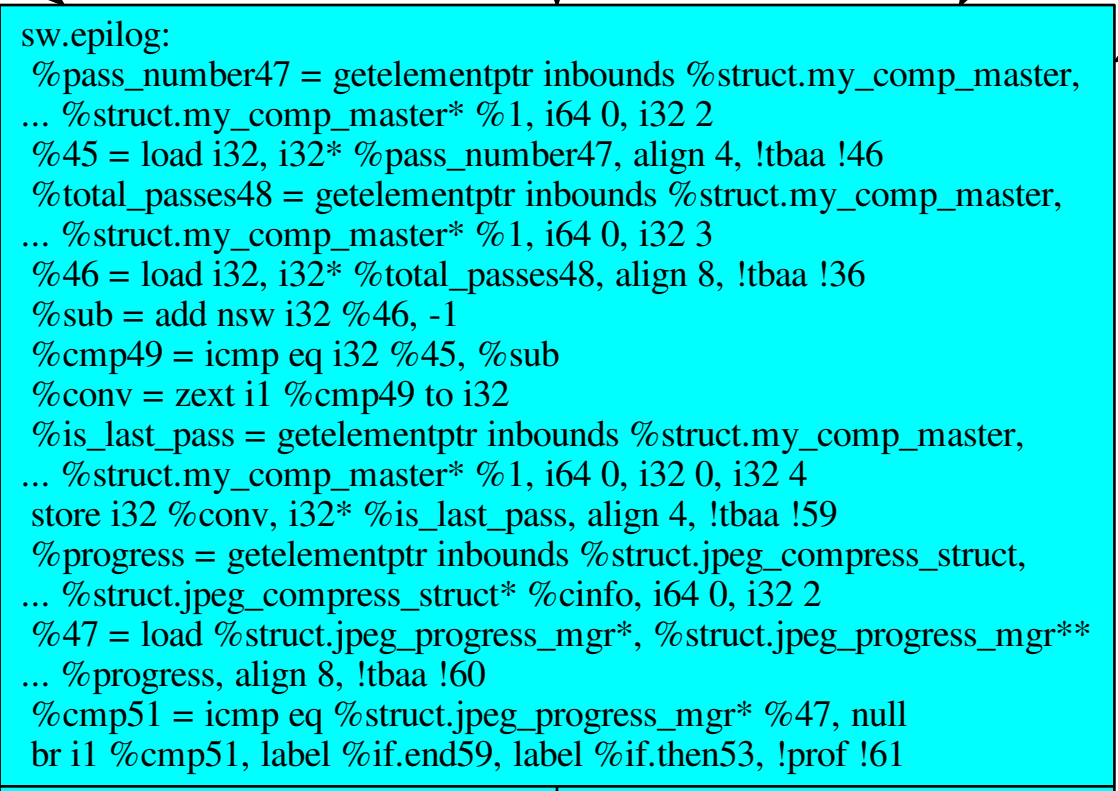 sw.epilog:
%pass_number47 = getelementptr inbounds %struct.my_comp_master,
... %struct.my_comp_master* %1, i64 0, i32 2
%45 = load i32, i32* %pass_number47, align 4, !tbaa !46
%total_passes48 = getelementptr inbounds %struct.my_comp_master,
... %struct.my_comp_master* %1, i64 0, i32 3
%46 = load i32, i32* %total_passes48, align 8, !tbaa !36
%sub = add nsw i32 %46, -1
%cmp49 = icmp eq i32 %45, %sub
%conv = zext i1 %cmp49 to i32
%is_last_pass = getelementptr inbounds %struct.my_comp_master,
... %struct.my_comp_master* %1, i64 0, i32 0, i32 4
store i32 %conv, i32* %is_last_pass, align 4, !tbaa !59
%progress = getelementptr inbounds %struct.jpeg_compress_struct,
... %struct.jpeg_compress_struct* %cinfo, i64 0, i32 2
%47 = load %struct.jpeg_progress_mgr*, %struct.jpeg_progress_mgr**
... %progress, align 8, !tbaa !60
%cmp51 = icmp eq %struct.jpeg_progress_mgr* %47, null
br i1 %cmp51, label %if.end59, label %if.then53, !prof !61